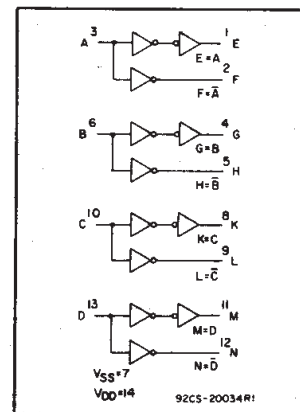 3 1
A E
E=A
2
F
F=A̅
6 4
B G
G=B
5
H
H=B̅
10 8
C K
K=C
9
L
L=C̅
13 11
D M
M=D
12
N
N=D̅
VSS=7
VDD=14 92CS-20034R1